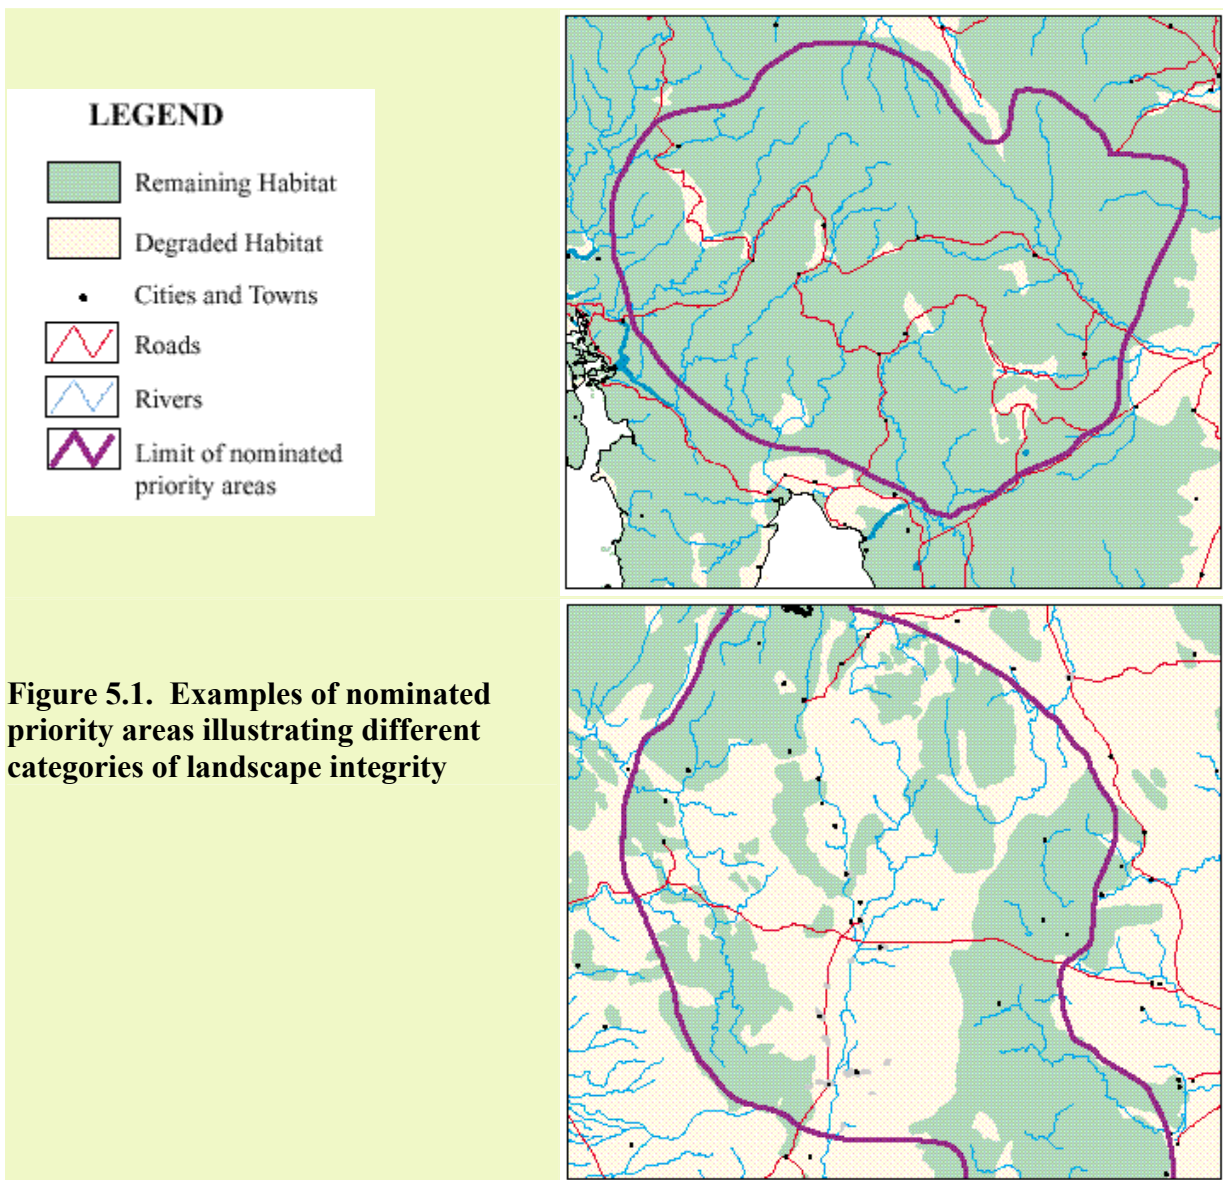 LEGEND
Remaining Habitat
Degraded Habitat
Cities and Towns
Roads
Rivers
Limit of nominated
priority areas
Figure 5.1.  Examples of nominated
priority areas illustrating different
categories of landscape integrity